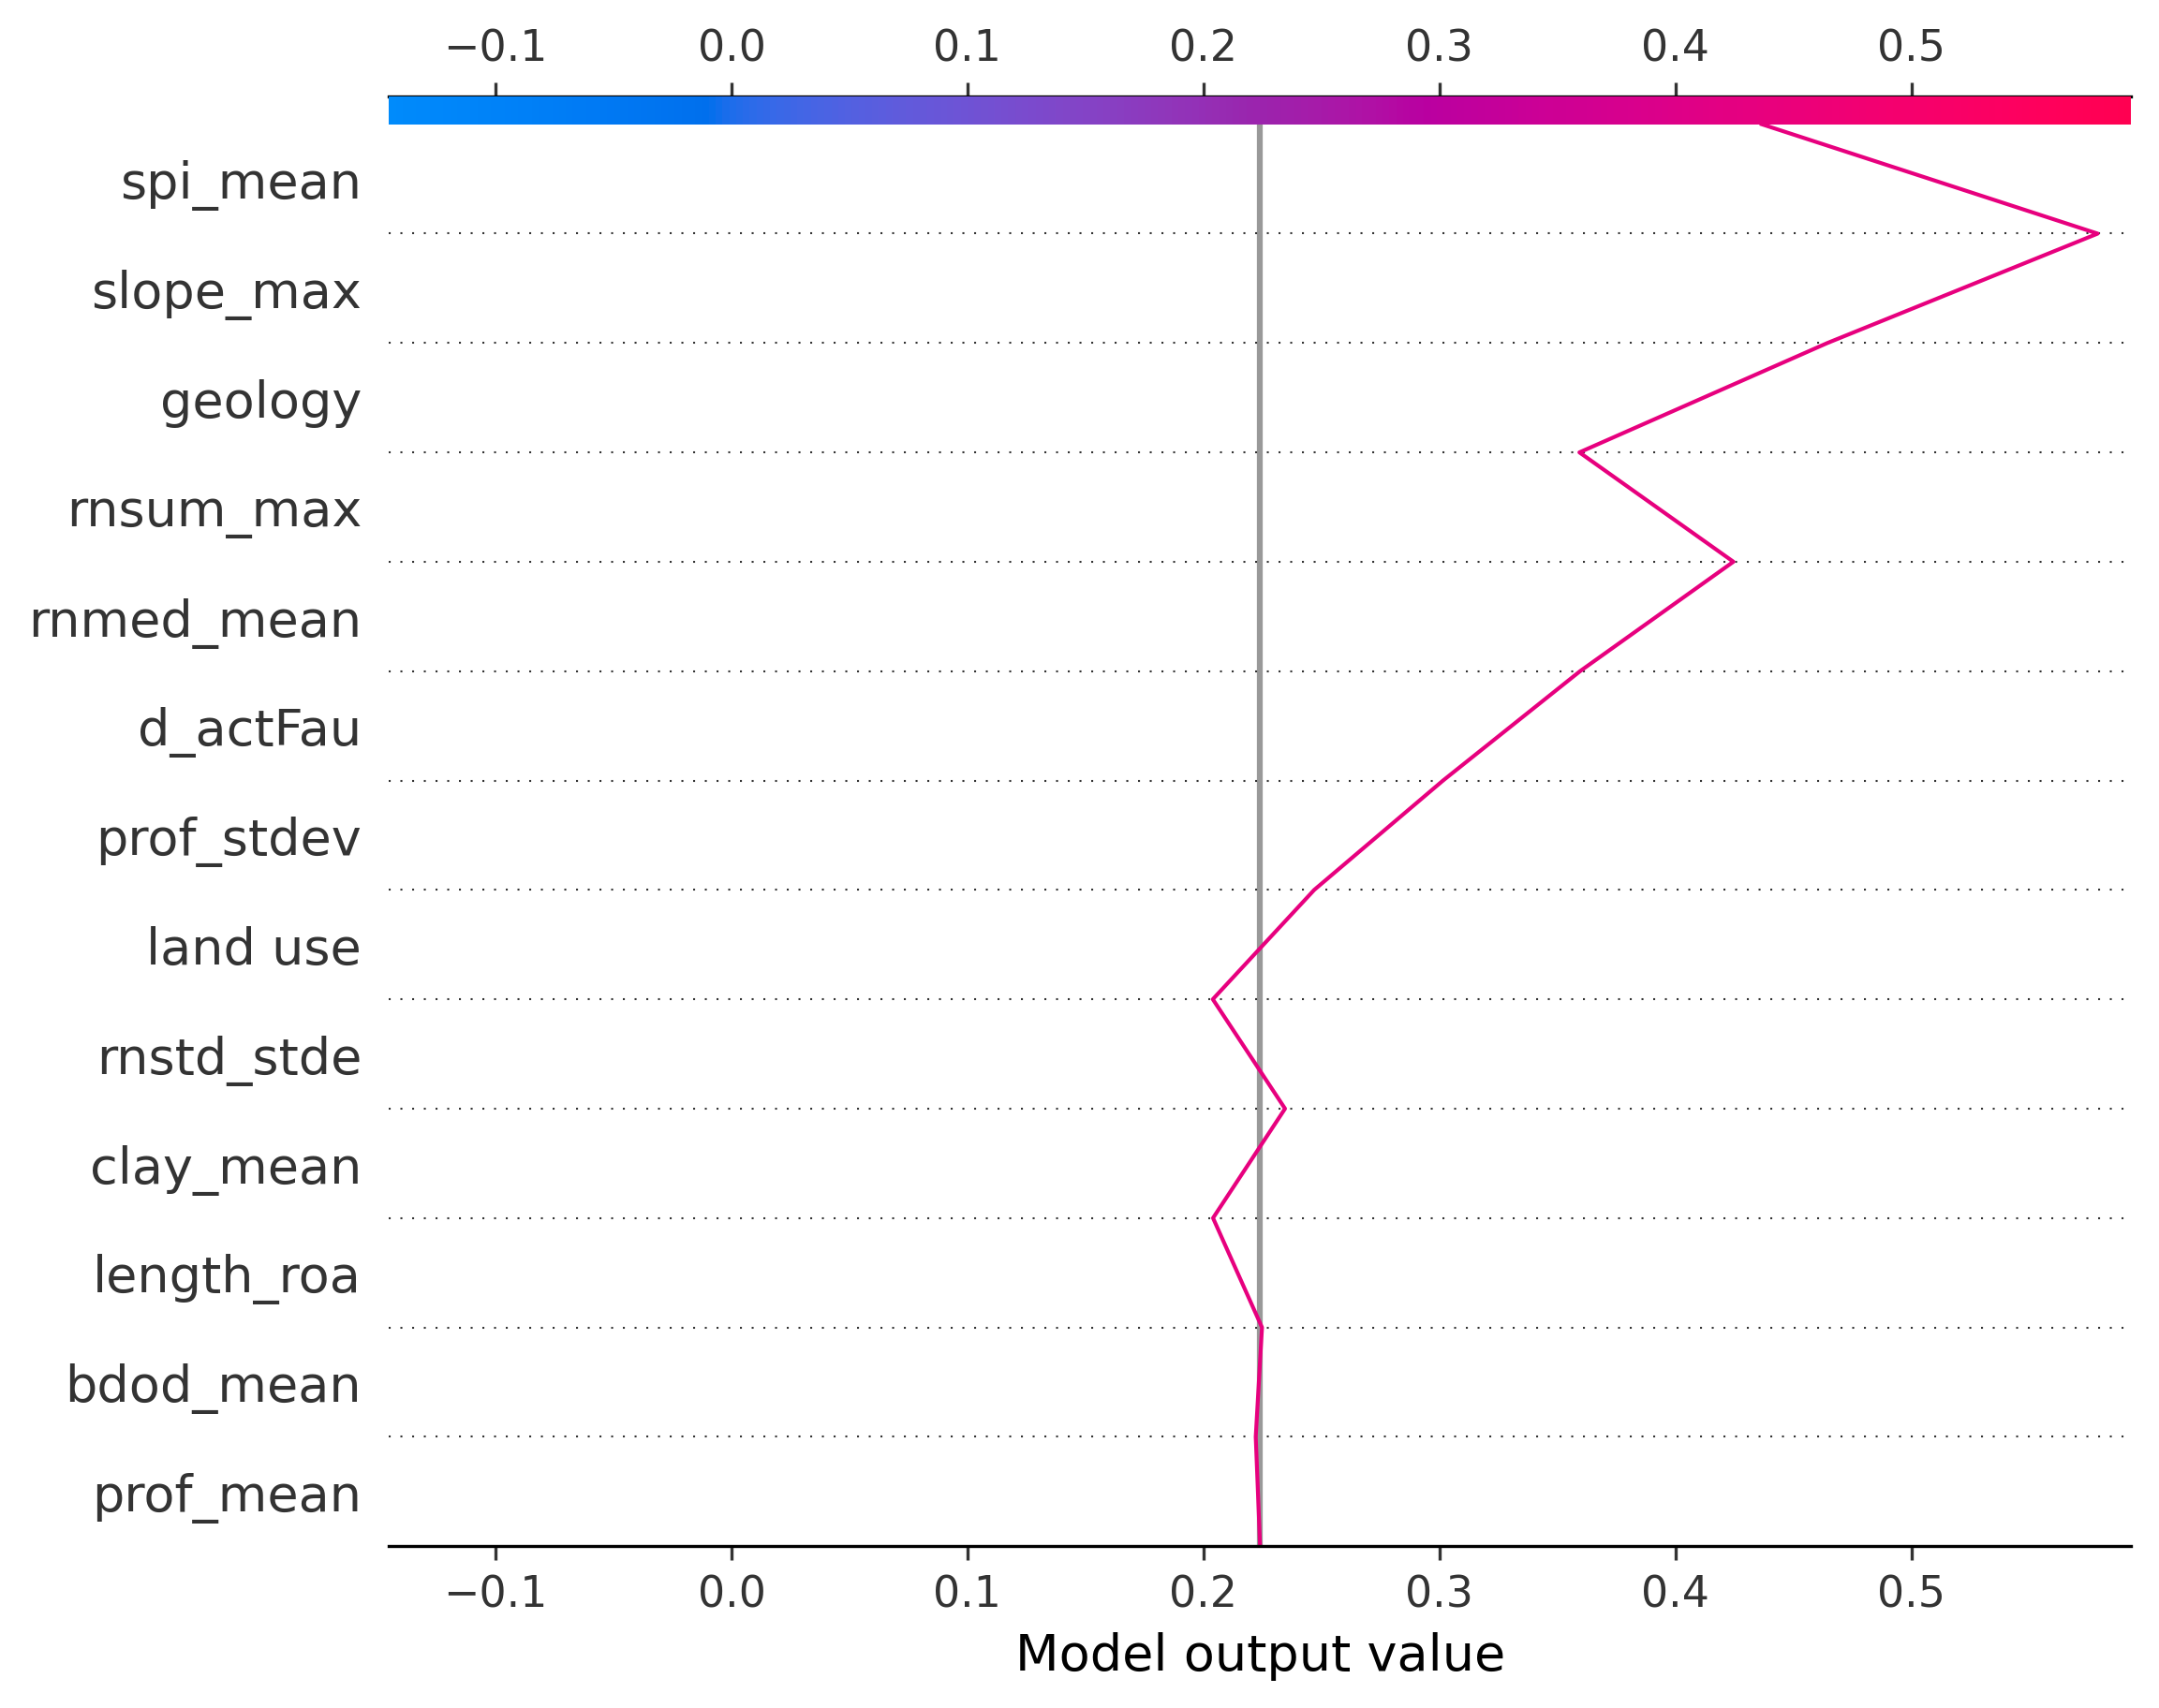 −0.1 0.0 0.1 0.2 0.3 0.4 0.5
spi_mean
slope_max
geology
rnsum_max
rnmed_mean
d_actFau
prof_stdev
land use
rnstd_stde
clay_mean
length_roa
bdod_mean
prof_mean
−0.1 0.0 0.1 0.2 0.3 0.4 0.5
Model output value